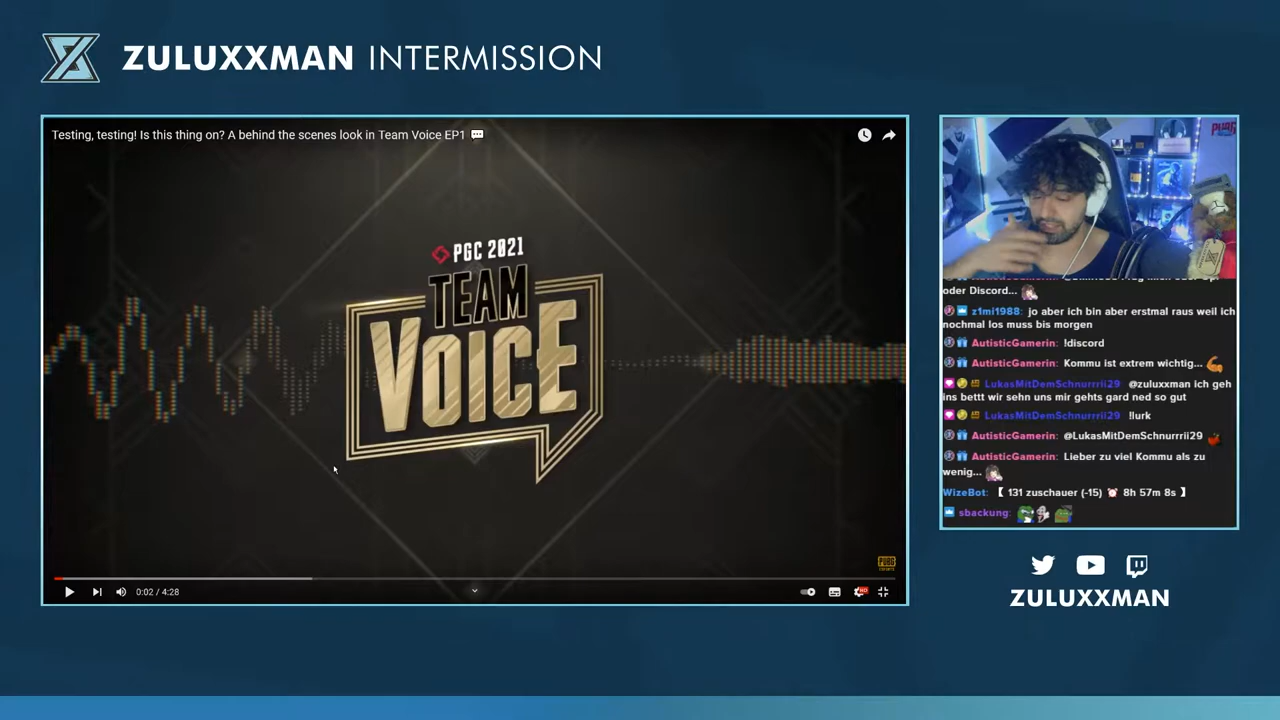 ZULUXXMAN INTERMISSION
Testing, testing! Is this thing on? A behind the scenes look in Team Voice EP1
PGC 2021
TEAM
VOICE
0:02 / 4:28
HD
PUBG
PUBG
oder Discord...
z1mi1988: jo aber ich bin aber erstmal raus weil ich
nochmal los muss bis morgen
AutisticGamerin: !discord
AutisticGamerin: Kommu ist extrem wichtig...
LukasMitDemSchnurrrii29 @zuluxxman ich geh
ins bettt wir sehn uns mir gehts gard ned so gut
LukasMitDemSchnurrrii29 !lurk
AutisticGamerin: @LukasMitDemSchnurrrii29
AutisticGamerin: Lieber zu viel Kommu als zu
wenig...
WizeBot: 【 131 zuschauer (-15) 8h 57m 8s 】
sbackung:
ZULUXXMAN